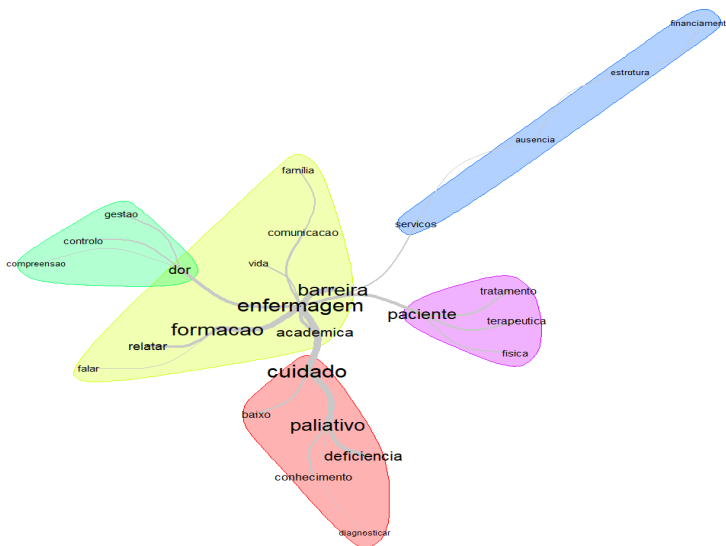 financiament
estrutura
ausencia
servicos
familia
comunicacao
vida
gestao
controlo
compreensao
dor
barreira
enfermagem
formacao
academica
relatar
falar
paciente
tratamento
terapeutica
fisica
cuidado
baixo
paliativo
deficiencia
conhecimento
diagnosticar